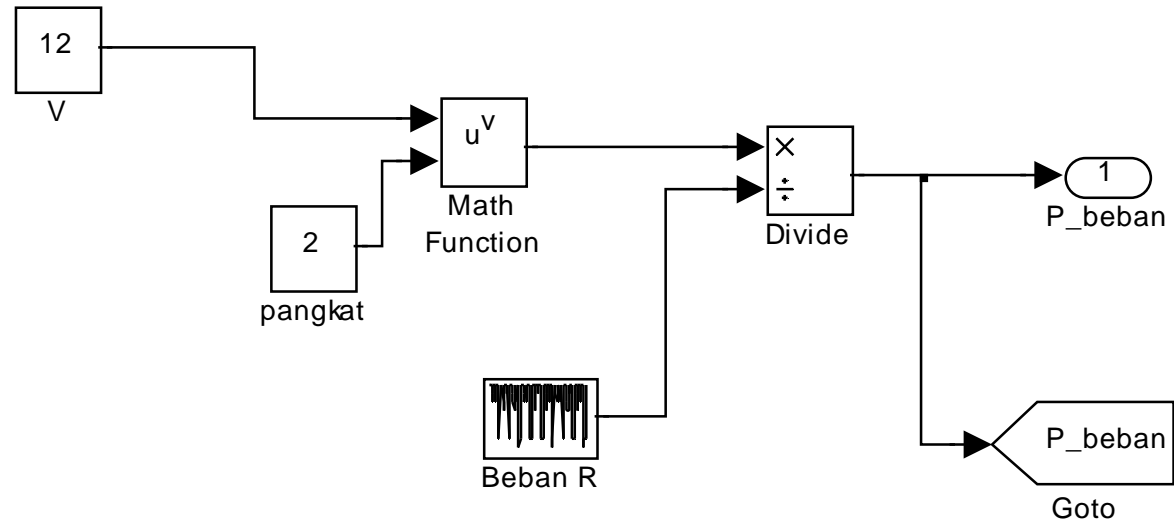 12
V
u^v
Math
Function
2
pangkat
×
÷
Divide
1
P_beban
Beban R
P_beban
Goto